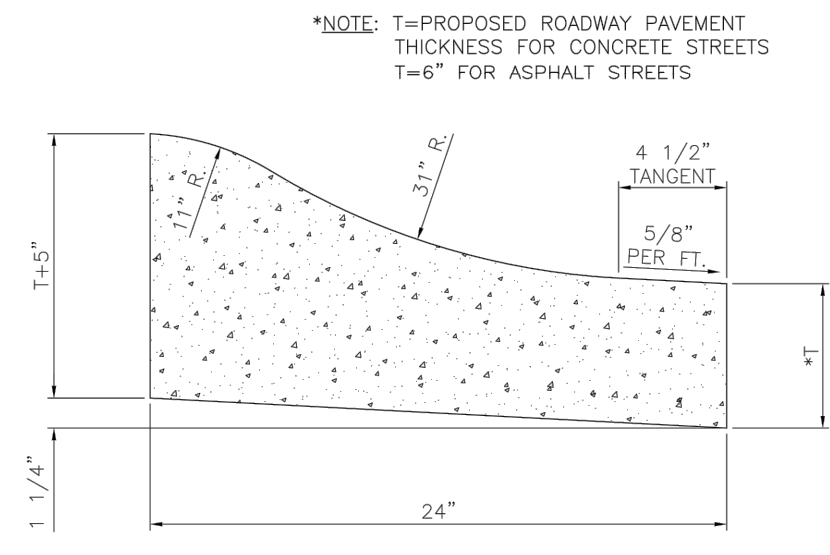 *NOTE: T=PROPOSED ROADWAY PAVEMENT
THICKNESS FOR CONCRETE STREETS
T=6" FOR ASPHALT STREETS
4 1/2"
TANGENT
31" R.
11" R.
5/8"
PER FT.
T+5"
*T
1 1/4"
24"